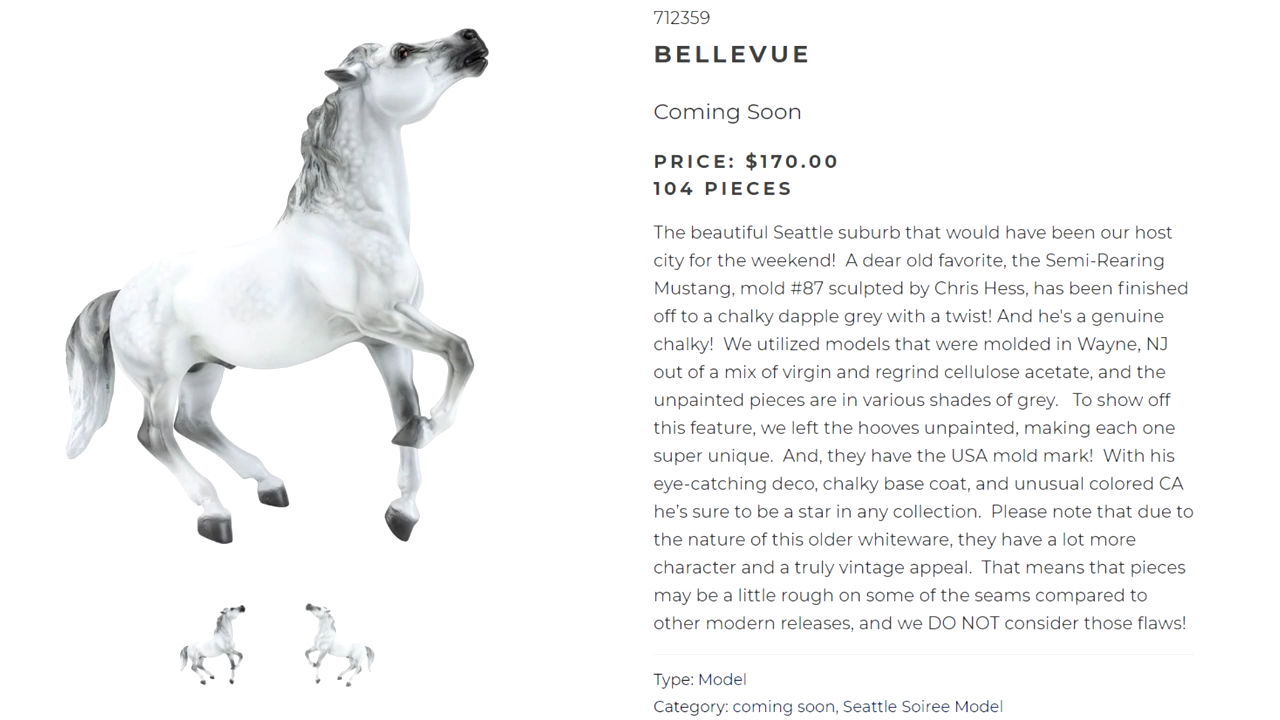 712359
BELLEVUE
Coming Soon
PRICE: $170.00
104 PIECES
The beautiful Seattle suburb that would have been our host
city for the weekend!  A dear old favorite, the Semi-Rearing
Mustang, mold #87 sculpted by Chris Hess, has been finished
off to a chalky dapple grey with a twist! And he's a genuine
chalky!  We utilized models that were molded in Wayne, NJ
out of a mix of virgin and regrind cellulose acetate, and the
unpainted pieces are in various shades of grey.   To show off
this feature, we left the hooves unpainted, making each one
super unique.  And, they have the USA mold mark!  With his
eye-catching deco, chalky base coat, and unusual colored CA
he’s sure to be a star in any collection.  Please note that due to
the nature of this older whiteware, they have a lot more
character and a truly vintage appeal.  That means that pieces
may be a little rough on some of the seams compared to
other modern releases, and we DO NOT consider those flaws!
Type: Model
Category: coming soon, Seattle Soiree Model